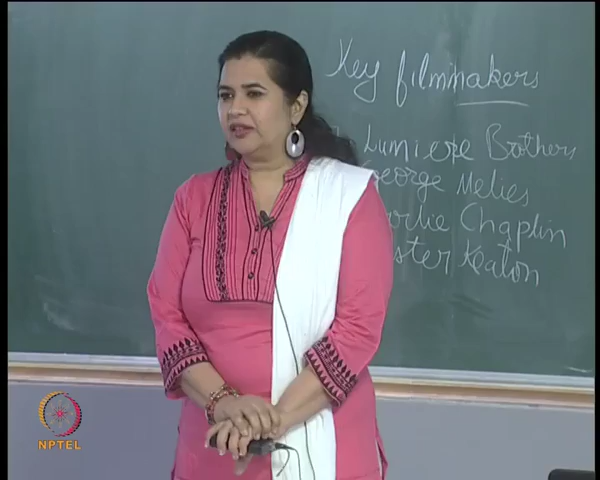 Key filmmakers
Lumiere Brothers
George Melies
Chaplin
Keaton
NPTEL